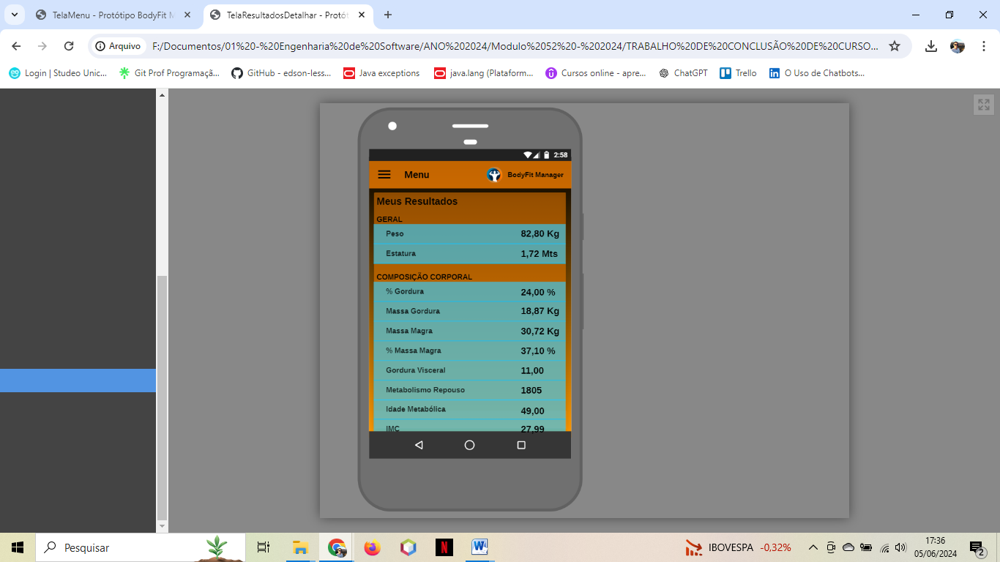 TelaMenu - Protótipo BodyFit M
TelaResultadosDetalhar - Protót
Arquivo
F:/Documentos/01%20-%20Engenharia%20de%20Software/ANO%202024/Modulo%2052%20-%202024/TRABALHO%20DE%20CONCLUSÃO%20DE%20CURSO...
Login | Studeo Unic...
Git Prof Programaçã...
GitHub - edson-less...
Java exceptions
java.lang (Plataform...
Cursos online - apre...
ChatGPT
Trello
O Uso de Chatbots...
2:58
Menu
BodyFit Manager
Meus Resultados
GERAL
Peso 82,80 Kg
Estatura 1,72 Mts
COMPOSIÇÃO CORPORAL
% Gordura 24,00 %
Massa Gordura 18,87 Kg
Massa Magra 30,72 Kg
% Massa Magra 37,10 %
Gordura Visceral 11,00
Metabolismo Repouso 1805
Idade Metabólica 49,00
IMC 27,99
Pesquisar
IBOVESPA -0,32%
17:36
05/06/2024
2